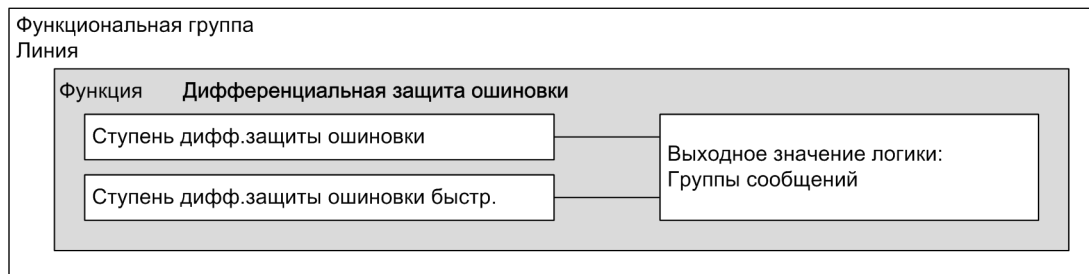 Функциональная группа
Линия
Функция Дифференциальная защита ошиновки
Ступень дифф.защиты ошиновки
Выходное значение логики:
Группы сообщений
Ступень дифф.защиты ошиновки быстр.